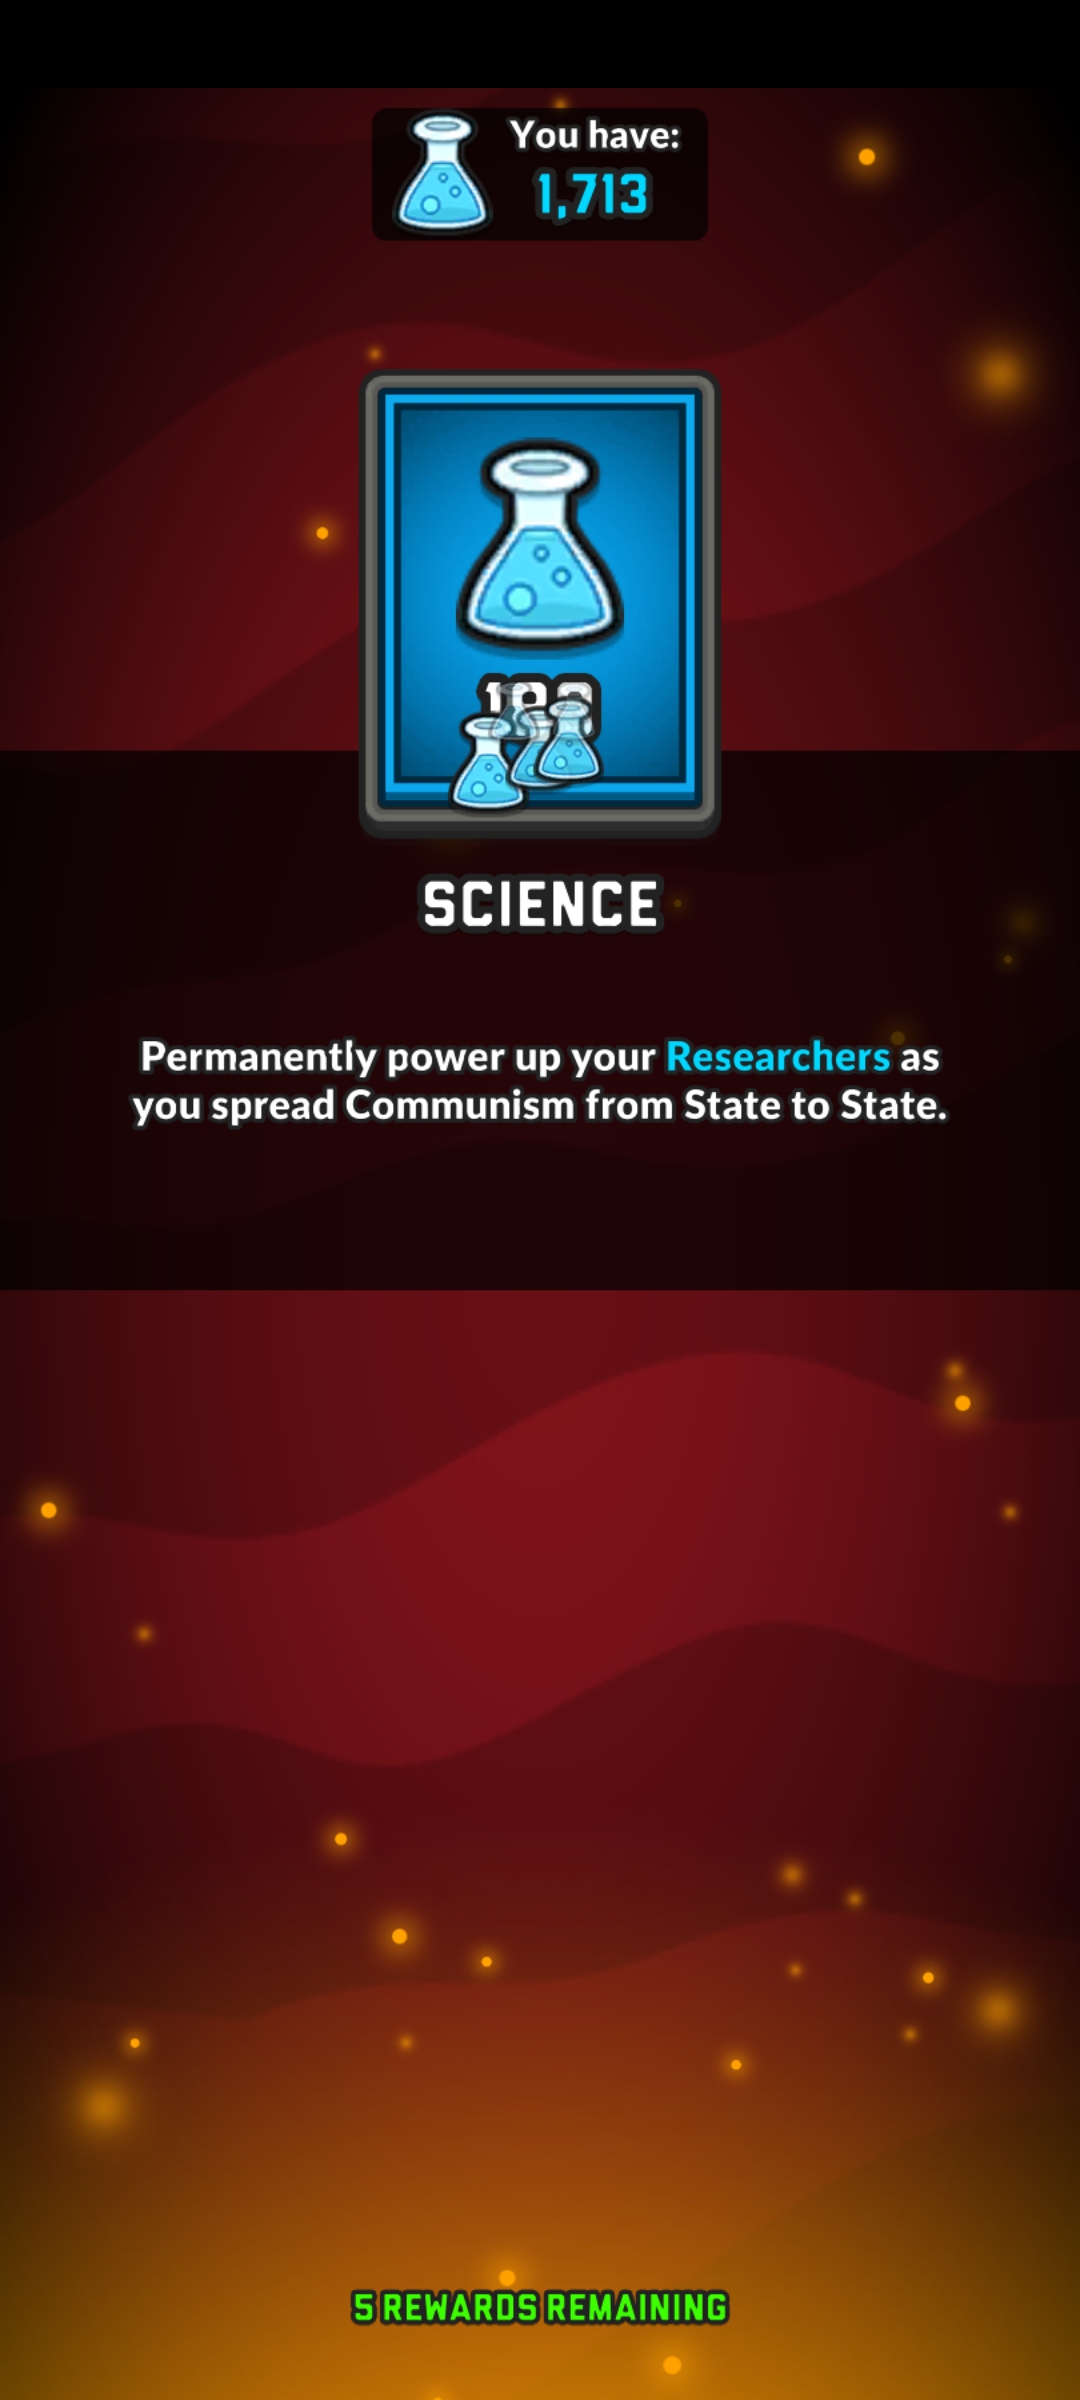 You have:
1,713
SCIENCE
Permanently power up your Researchers as
you spread Communism from State to State.
5 REWARDS REMAINING